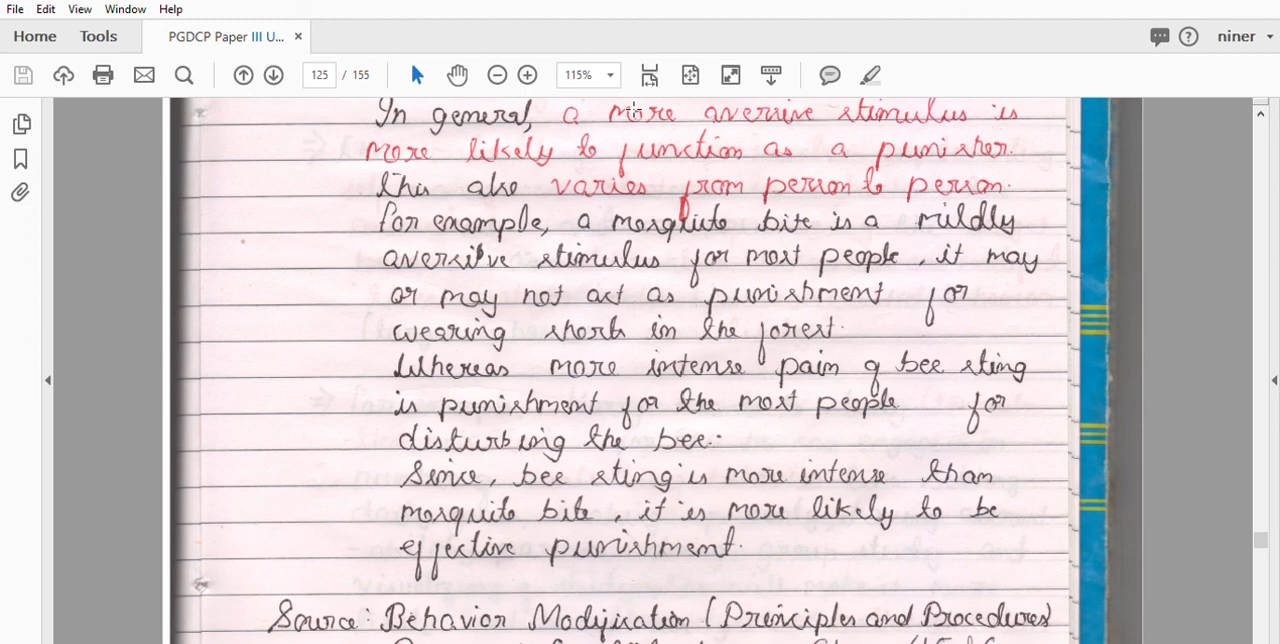 File Edit View Window Help
Home Tools PGDCP Paper III U... × niner
125 / 155 115%
In general, a more aversive stimulus is
more likely to function as a punisher.
This also varies from person to person.
For example, a mosquito bite is a mildly
aversitve stimulus for most people, it may
or may not act as punishment for
wearing shorts in the forest.
Whereas more intense pain of bee sting
is punishment for the most people for
disturbing the bee.
Since, bee sting is more intense than
mosquito bite, it is more likely to be
effective punishment.
Source: Behavior Modification (Principles and Procedures)